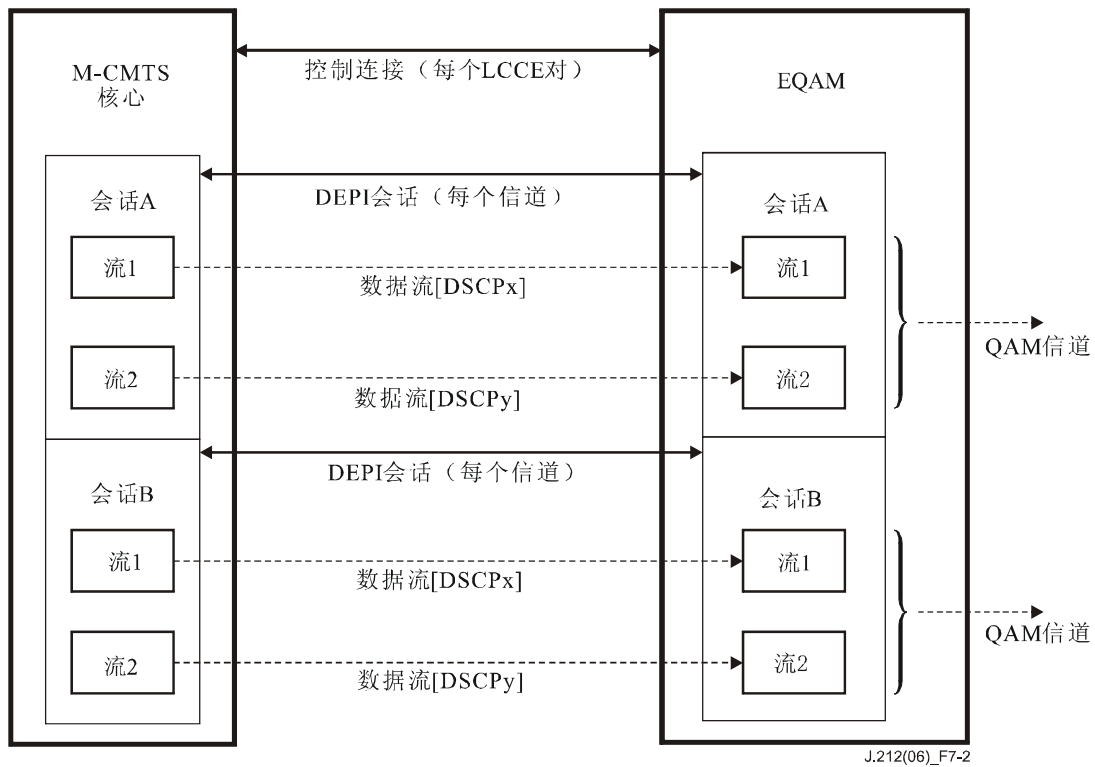 M-CMTS
核心
控制连接（每个LCCE对）
EQAM
DEPI会话（每个信道）
会话A
会话A
流1
数据流[DSCPx]
流1
QAM信道
流2
数据流[DSCPy]
流2
DEPI会话（每个信道）
会话B
会话B
流1
数据流[DSCPx]
流1
QAM信道
流2
数据流[DSCPy]
流2
J.212(06)_F7-2